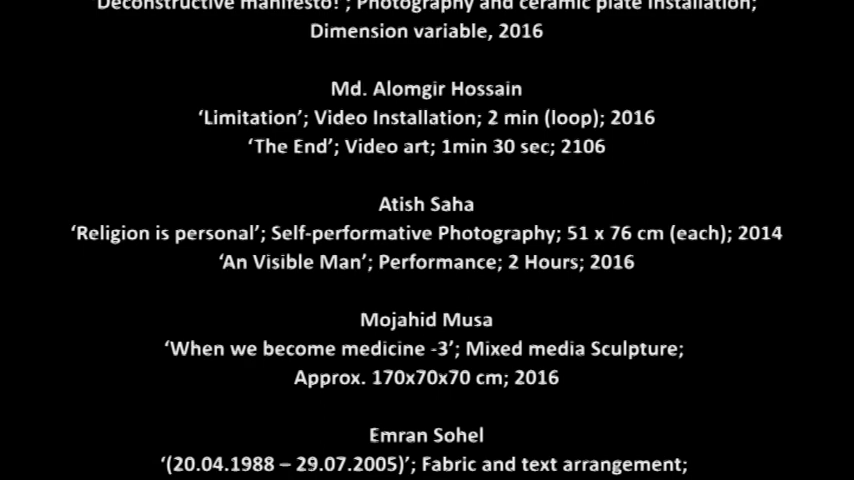 Deconstructive manifesto!'; Photography and ceramic plate installation;
Dimension variable, 2016
Md. Alomgir Hossain
‘Limitation’; Video Installation; 2 min (loop); 2016
‘The End’; Video art; 1min 30 sec; 2106
Atish Saha
‘Religion is personal’; Self-performative Photography; 51 x 76 cm (each); 2014
‘An Visible Man’; Performance; 2 Hours; 2016
Mojahid Musa
‘When we become medicine -3’; Mixed media Sculpture;
Approx. 170x70x70 cm; 2016
Emran Sohel
‘(20.04.1988 – 29.07.2005)’; Fabric and text arrangement;